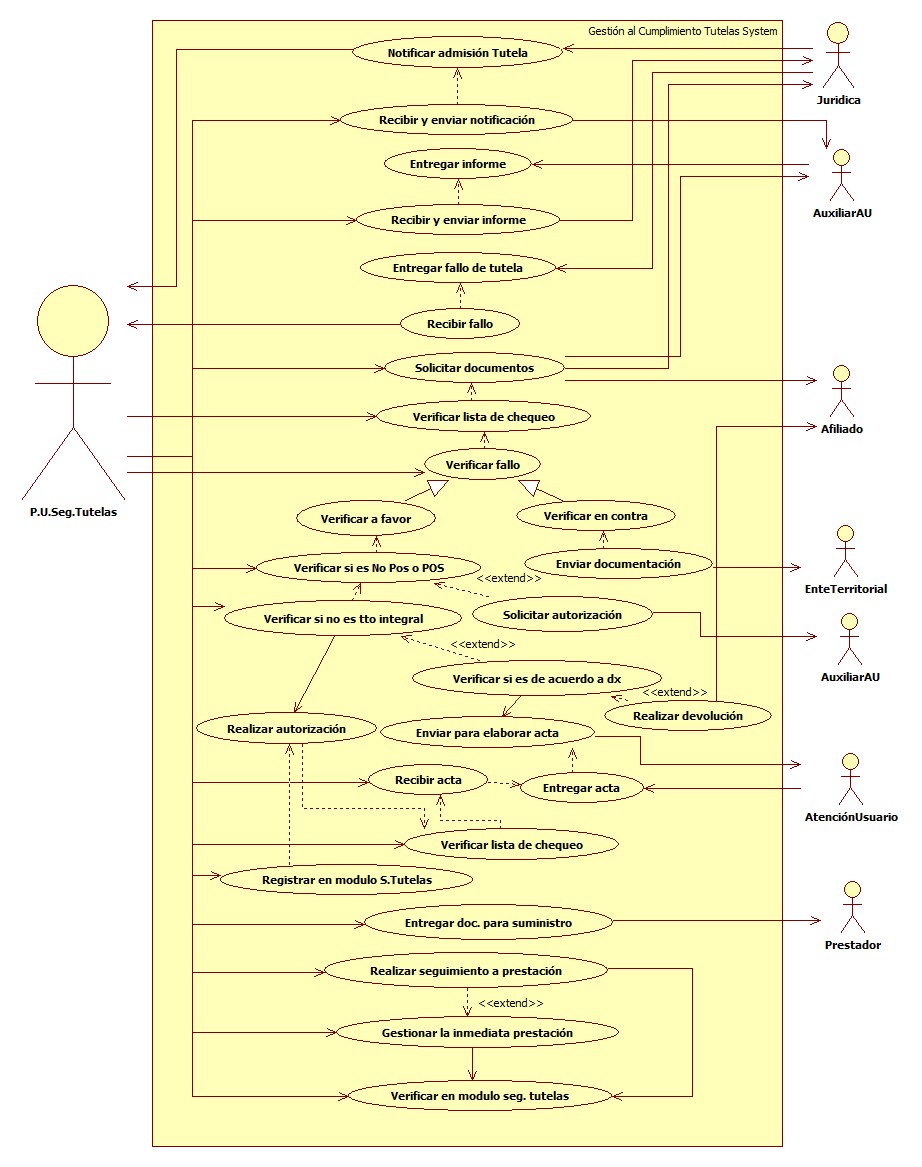 Gestión al Cumplimiento Tutelas System
Notificar admisión Tutela
Juridica
Recibir y enviar notificación
Entregar informe
AuxiliarAU
Recibir y enviar informe
Entregar fallo de tutela
Recibir fallo
Solicitar documentos
Verificar lista de chequeo
Afiliado
Verificar fallo
P.U.Seg.Tutelas
Verificar a favor
Verificar en contra
Verificar si es No Pos o POS
Enviar documentación
<<extend>>
EnteTerritorial
Solicitar autorización
Verificar si no es tto integral
<<extend>>
AuxiliarAU
Verificar si es de acuerdo a dx
<<extend>>
Realizar devolución
Realizar autorización
Enviar para elaborar acta
Recibir acta
Entregar acta
AtenciónUsuario
Verificar lista de chequeo
Registrar en modulo S.Tutelas
Entregar doc. para suministro
Prestador
Realizar seguimiento a prestación
<<extend>>
Gestionar la inmediata prestación
Verificar en modulo seg. tutelas